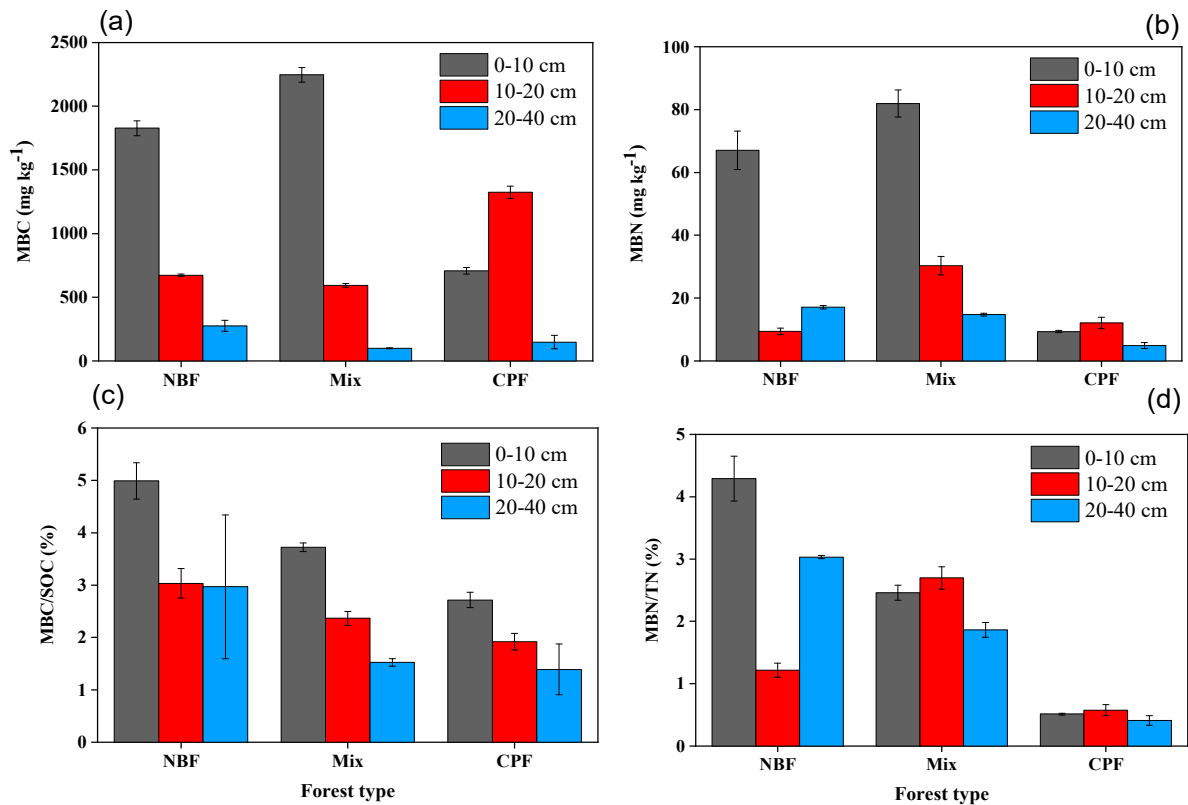 (a)
MBC (mg kg-1)
2500
2000
1500
1000
500
0
0-10 cm
10-20 cm
20-40 cm
NBF Mix CPF
(b)
MBN (mg kg-1)
100
80
60
40
20
0
0-10 cm
10-20 cm
20-40 cm
NBF Mix CPF
(c)
MBC/SOC (%)
6
5
4
3
2
1
0
0-10 cm
10-20 cm
20-40 cm
NBF Mix CPF
Forest type
(d)
MBN/TN (%)
5
4
3
2
1
0
0-10 cm
10-20 cm
20-40 cm
NBF Mix CPF
Forest type